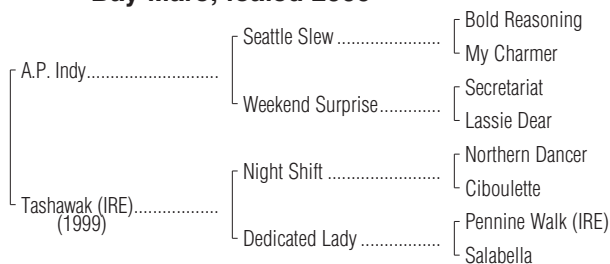 Bold Reasoning
Seattle Slew ........................
My Charmer
A.P. Indy..............................
Secretariat
Weekend Surprise..............
Lassie Dear
Northern Dancer
Night Shift ..........................
Ciboulette
Tashawak (IRE)...................
(1999)
Pennine Walk (IRE)
Dedicated Lady ..................
Salabella